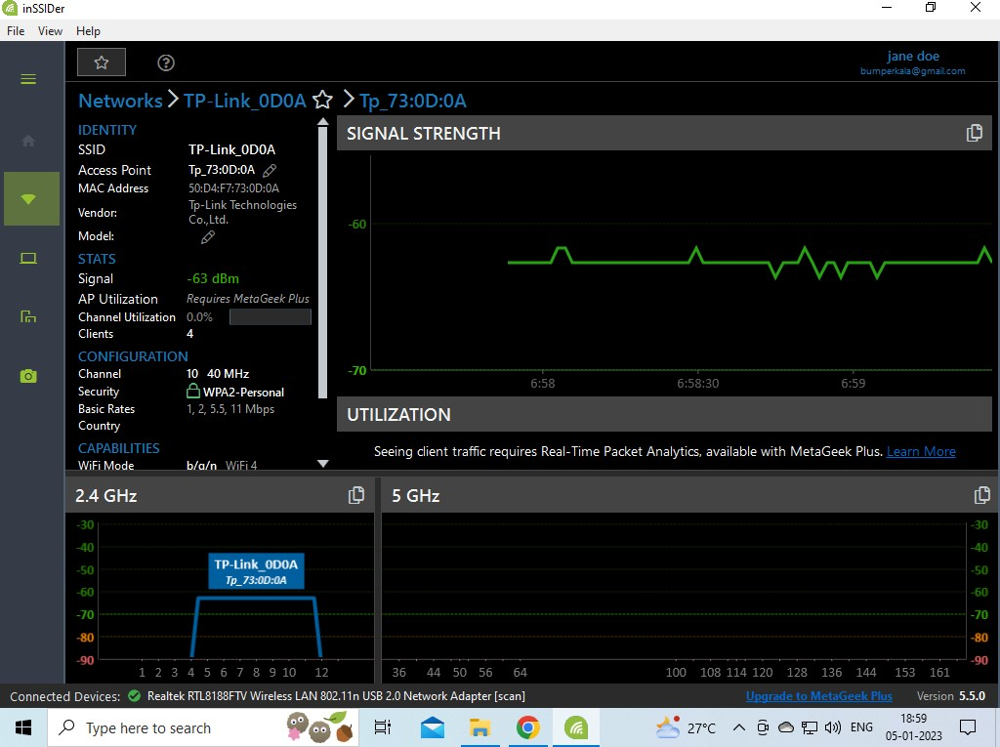 inSSIDer
File View Help
jane doe
bumperkala@gmail.com
Networks TP-Link_0D0A Tp_73:0D:0A
IDENTITY
SSID TP-Link_0D0A
Access Point Tp_73:0D:0A
MAC Address 50:D4:F7:73:0D:0A
Vendor: Tp-Link Technologies
Co.,Ltd.
Model:
STATS
Signal -63 dBm
AP Utilization Requires MetaGeek Plus
Channel Utilization 0.0%
Clients 4
CONFIGURATION
Channel 10 40 MHz
Security WPA2-Personal
Basic Rates 1, 2, 5.5, 11 Mbps
Country
CAPABILITIES
WiFi Mode b/g/n WiFi 4
SIGNAL STRENGTH
-60
-70
6:58 6:58:30 6:59
UTILIZATION
Seeing client traffic requires Real-Time Packet Analytics, available with MetaGeek Plus. Learn More
2.4 GHz
-30
-40
-50
-60
-70
-80
-90
TP-Link_0D0A
Tp_73:0D:0A
1 2 3 4 5 6 7 8 9 10 12
5 GHz
-30
-40
-50
-60
-70
-80
-90
36 44 50 56 64 100 108 114 120 128 136 144 153 161
Connected Devices: Realtek RTL8188FTV Wireless LAN 802.11n USB 2.0 Network Adapter [scan]
Upgrade to MetaGeek Plus Version 5.5.0
Type here to search
27°C
ENG
18:59
05-01-2023